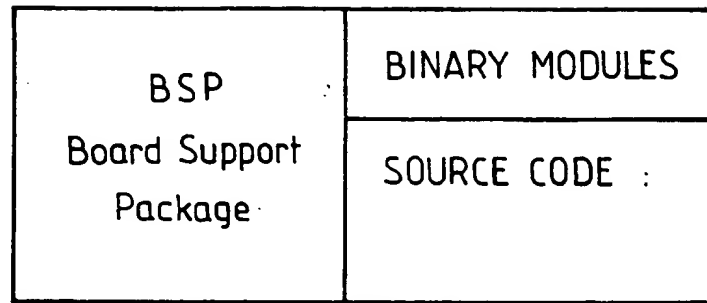 BSP
Board Support
Package
BINARY MODULES
SOURCE CODE :